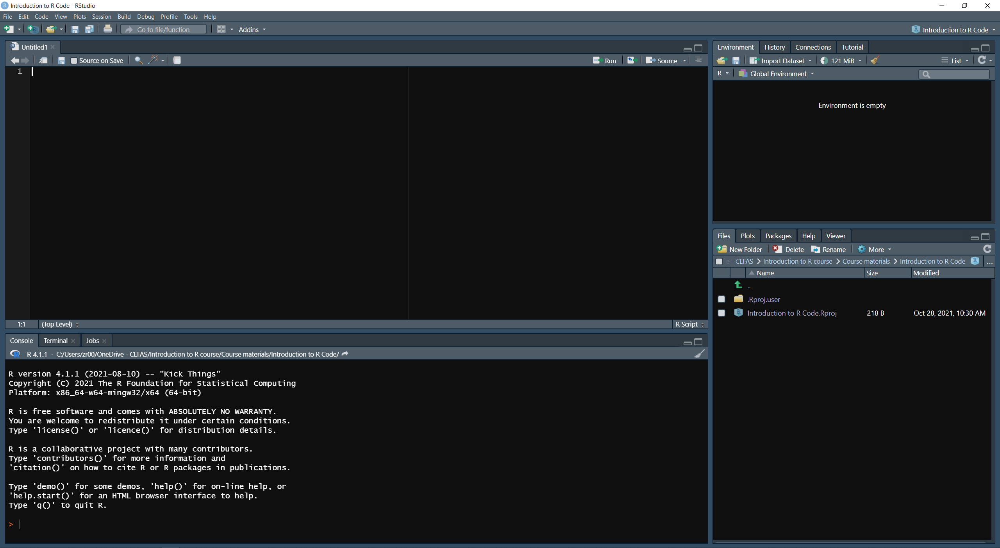 Introduction to R Code - RStudio
File Edit Code View Plots Session Build Debug Profile Tools Help
Go to file/function Addins Introduction to R Code
Untitled1
Source on Save Run Source
1
1:1 (Top Level) R Script
Console Terminal Jobs
R 4.1.1 · C:/Users/zr00/OneDrive - CEFAS/Introduction to R course/Course materials/Introduction to R Code/
R version 4.1.1 (2021-08-10) -- "Kick Things"
Copyright (C) 2021 The R Foundation for Statistical Computing
Platform: x86_64-w64-mingw32/x64 (64-bit)
R is free software and comes with ABSOLUTELY NO WARRANTY.
You are welcome to redistribute it under certain conditions.
Type 'license()' or 'licence()' for distribution details.
R is a collaborative project with many contributors.
Type 'contributors()' for more information and
'citation()' on how to cite R or R packages in publications.
Type 'demo()' for some demos, 'help()' for on-line help, or
'help.start()' for an HTML browser interface to help.
Type 'q()' to quit R.
>
Environment History Connections Tutorial
Import Dataset 121 MiB List
R Global Environment
Environment is empty
Files Plots Packages Help Viewer
New Folder Delete Rename More
e - CEFAS > Introduction to R course > Course materials > Introduction to R Code ...
Name Size Modified
..
.Rproj.user
Introduction to R Code.Rproj 218 B Oct 28, 2021, 10:30 AM